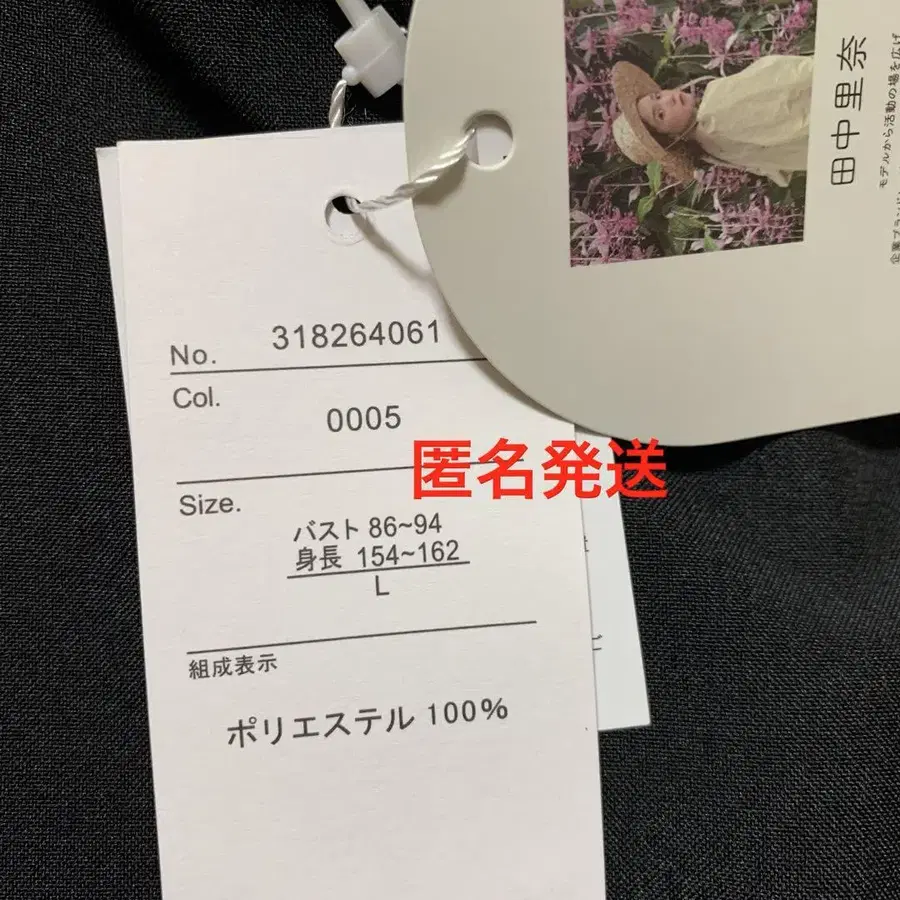 田中里奈
モデルから活動の場を広げ
No. 318264061
Col.
0005
匿名発送
Size.
バスト 86~94
身長 154~162
L
組成表示
ポリエステル 100%